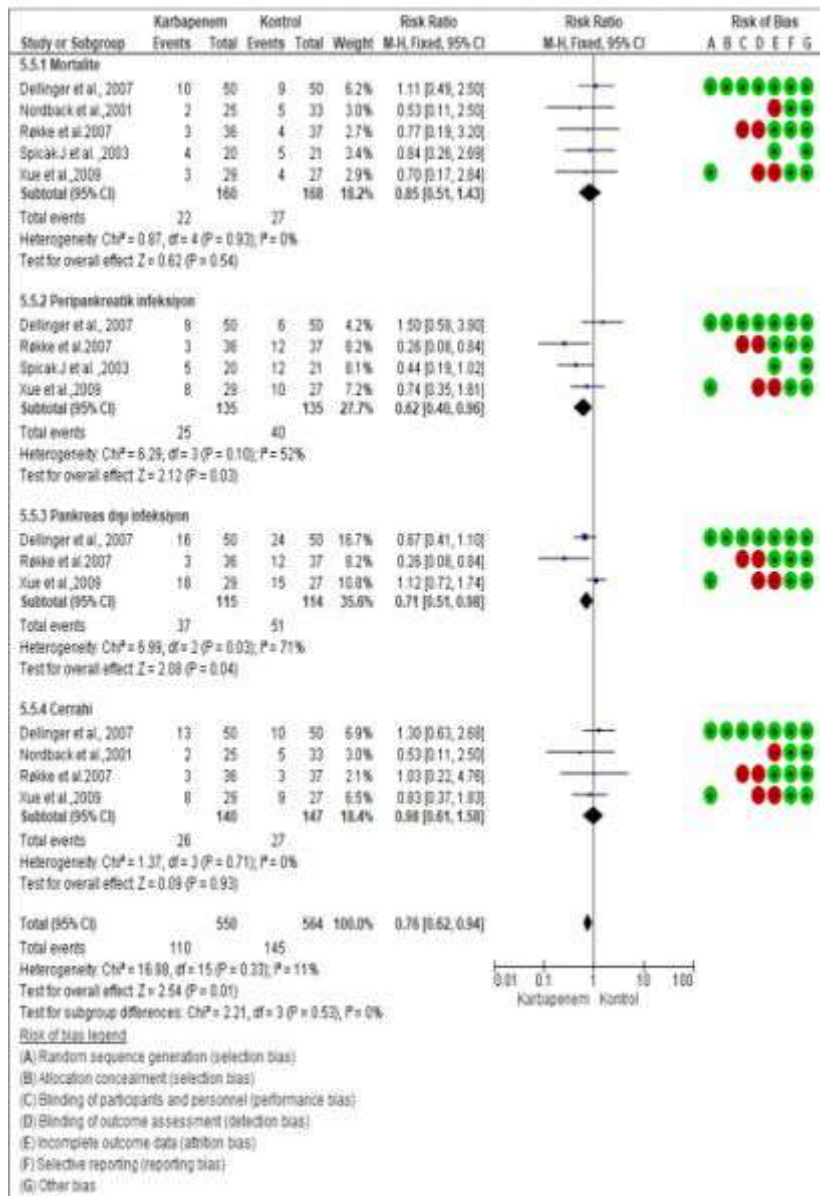 Karbapenem Kontrol Risk Ratio Risk Ratio Risk of Bias
Study or Subgroup Events Total Events Total Weight M-H, Fixed, 95% CI M-H, Fixed, 95% CI A B C D E F G
5.5.1 Mortalite
Dellinger et al., 2007 10 50 9 50 6.2% 1.11 [0.49, 2.50]
Nordback et al.,2001 2 25 5 33 3.0% 0.53 [0.11, 2.50]
Røkke et al.2007 3 36 4 37 2.7% 0.77 [0.19, 3.20]
Spicak J et al. ,2003 4 20 5 21 3.4% 0.84 [0.26, 2.69]
Xue et al.,2009 3 29 4 27 2.9% 0.70 [0.17, 2.84]
Subtotal (95% CI) 160 168 18.2% 0.85 [0.51, 1.43]
Total events 22 27
Heterogeneity: Chi² = 0.87, df = 4 (P = 0.93); I² = 0%
Test for overall effect: Z = 0.62 (P = 0.54)
5.5.2 Peripankreatik infeksiyon
Dellinger et al., 2007 9 50 6 50 4.2% 1.50 [0.58, 3.90]
Røkke et al.2007 3 36 12 37 8.2% 0.26 [0.08, 0.84]
Spicak J et al. ,2003 5 20 12 21 8.1% 0.44 [0.19, 1.02]
Xue et al.,2009 8 29 10 27 7.2% 0.74 [0.35, 1.61]
Subtotal (95% CI) 135 135 27.7% 0.62 [0.40, 0.96]
Total events 25 40
Heterogeneity: Chi² = 6.29, df = 3 (P = 0.10); I² = 52%
Test for overall effect: Z = 2.12 (P = 0.03)
5.5.3 Pankreas dışı infeksiyon
Dellinger et al., 2007 16 50 24 50 16.7% 0.67 [0.41, 1.10]
Røkke et al.2007 3 36 12 37 8.2% 0.26 [0.08, 0.84]
Xue et al.,2009 18 29 15 27 10.8% 1.12 [0.72, 1.74]
Subtotal (95% CI) 115 114 35.6% 0.71 [0.51, 0.98]
Total events 37 51
Heterogeneity: Chi² = 6.99, df = 2 (P = 0.03); I² = 71%
Test for overall effect: Z = 2.08 (P = 0.04)
5.5.4 Cerrahi
Dellinger et al., 2007 13 50 10 50 6.9% 1.30 [0.63, 2.68]
Nordback et al.,2001 2 25 5 33 3.0% 0.53 [0.11, 2.50]
Røkke et al.2007 3 36 3 37 2.1% 1.03 [0.22, 4.76]
Xue et al.,2009 8 29 9 27 6.5% 0.83 [0.37, 1.83]
Subtotal (95% CI) 140 147 18.4% 0.98 [0.61, 1.58]
Total events 26 27
Heterogeneity: Chi² = 1.37, df = 3 (P = 0.71); I² = 0%
Test for overall effect: Z = 0.09 (P = 0.93)
Total (95% CI) 550 564 100.0% 0.76 [0.62, 0.94]
Total events 110 145
Heterogeneity: Chi² = 16.98, df = 15 (P = 0.33); I² = 11%
Test for overall effect: Z = 2.54 (P = 0.01)
Test for subgroup differences: Chi² = 2.21, df = 3 (P = 0.53), I² = 0%
0.01 0.1 1 10 100
Karbapenem Kontrol
Risk of bias legend
(A) Random sequence generation (selection bias)
(B) Allocation concealment (selection bias)
(C) Blinding of participants and personnel (performance bias)
(D) Blinding of outcome assessment (detection bias)
(E) Incomplete outcome data (attrition bias)
(F) Selective reporting (reporting bias)
(G) Other bias